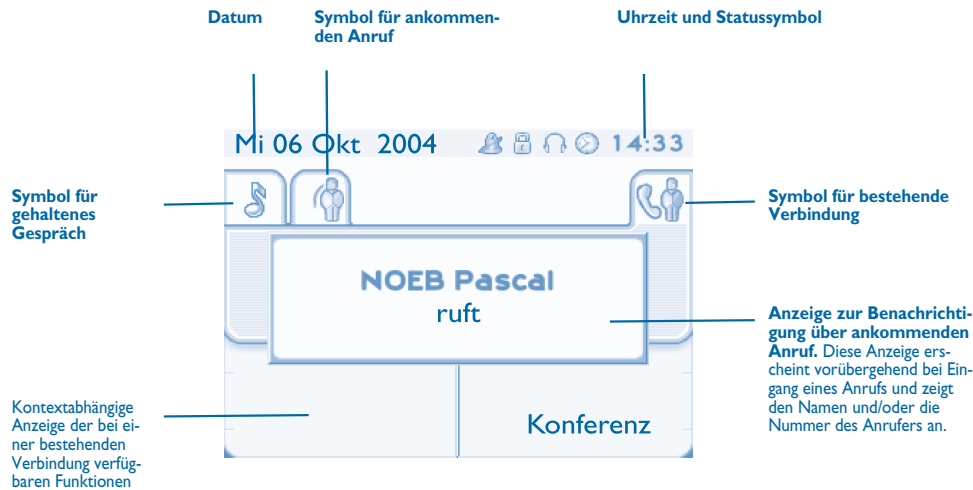 Datum
Symbol für ankommen-
den Anruf
Uhrzeit und Statussymbol
Mi 06 Okt 2004
14:33
Symbol für
gehaltenes
Gespräch
Symbol für bestehende
Verbindung
NOEB Pascal
ruft
Anzeige zur Benachrichti-
gung über ankommenden
Anruf. Diese Anzeige ers-
cheint vorübergehend bei Ein-
gang eines Anrufs und zeigt
den Namen und/oder die
Nummer des Anrufers an.
Kontextabhängige
Anzeige der bei ei-
ner bestehenden
Verbindung verfüg-
baren Funktionen
Konferenz